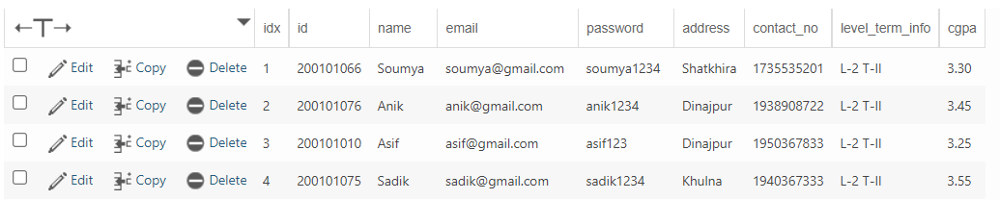 ←T→ idx id name email password address contact_no level_term_info cgpa
Edit Copy Delete 1 200101066 Soumya soumya@gmail.com soumya1234 Shatkhira 1735535201 L-2 T-II 3.30
Edit Copy Delete 2 200101076 Anik anik@gmail.com anik1234 Dinajpur 1938908722 L-2 T-II 3.45
Edit Copy Delete 3 200101010 Asif asif@gmail.com asif123 Dinajpur 1950367833 L-2 T-II 3.25
Edit Copy Delete 4 200101075 Sadik sadik@gmail.com sadik1234 Khulna 1940367333 L-2 T-II 3.55